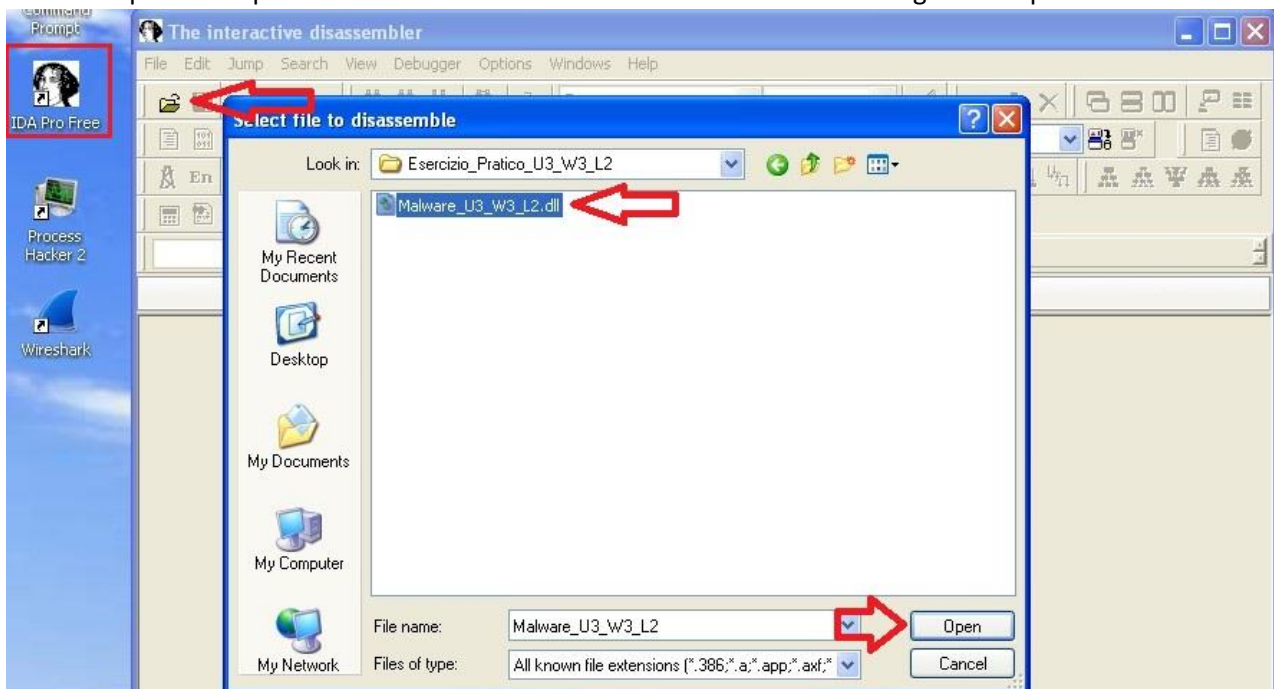 Command
Prompt
The interactive disassembler
File Edit Jump Search View Debugger Options Windows Help
IDA Pro Free
Select file to disassemble
Look in:
Esercizio_Pratico_U3_W3_L2
En
Malware_U3_W3_L2.dll
Process
Hacker 2
My Recent
Documents
Wireshark
Desktop
My Documents
My Computer
File name:
Malware_U3_W3_L2
Open
My Network
Files of type:
All known file extensions (*.386;*.a;*.app;*.axf;*
Cancel